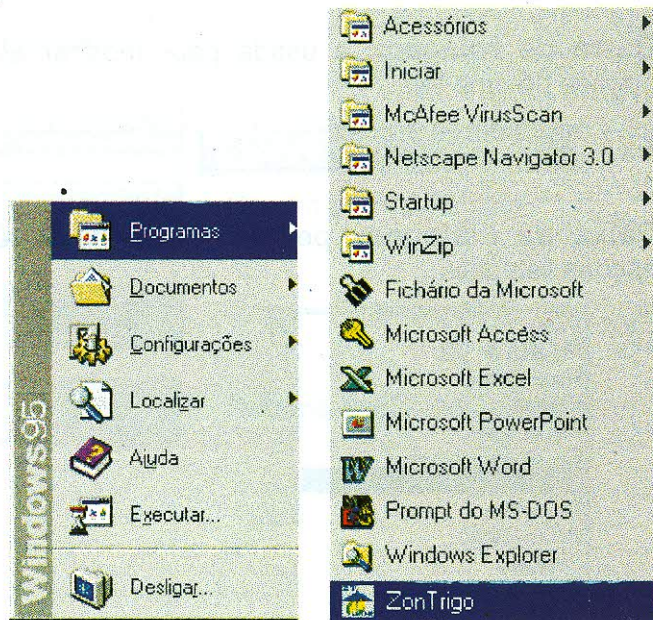 Programas
Documentos
Configurações
Localizar
Ajuda
Executar...
Desligar...
Windows95
Acessórios
Iniciar
McAfee VirusScan
Netscape Navigator 3.0
Startup
WinZip
Fichário da Microsoft
Microsoft Access
Microsoft Excel
Microsoft PowerPoint
Microsoft Word
Prompt do MS-DOS
Windows Explorer
ZonTrigo